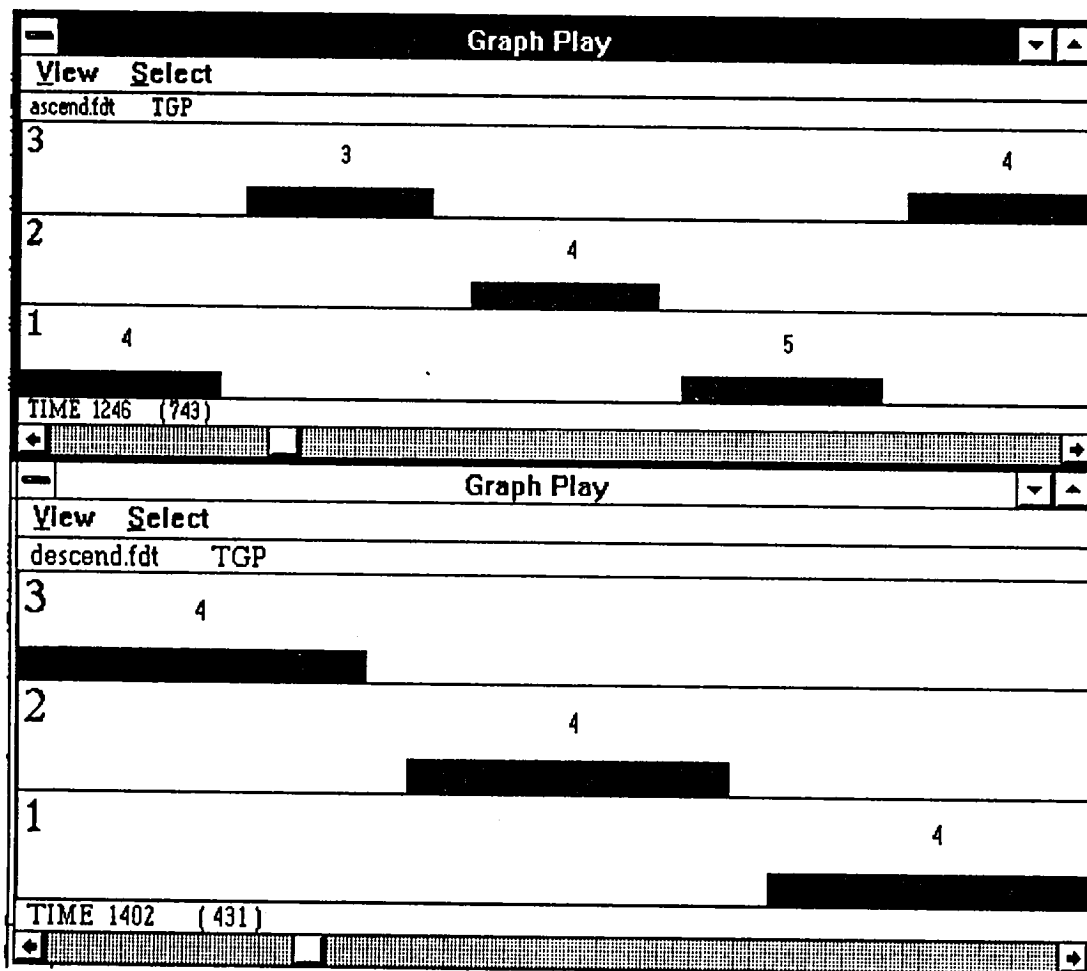 Graph Play
View Select
ascend.fdt TGP
3
3 4
2
4
1
4 5
TIME 1246 (743)
Graph Play
View Select
descend.fdt TGP
3
4
2
4
1
4
TIME 1402 (431)